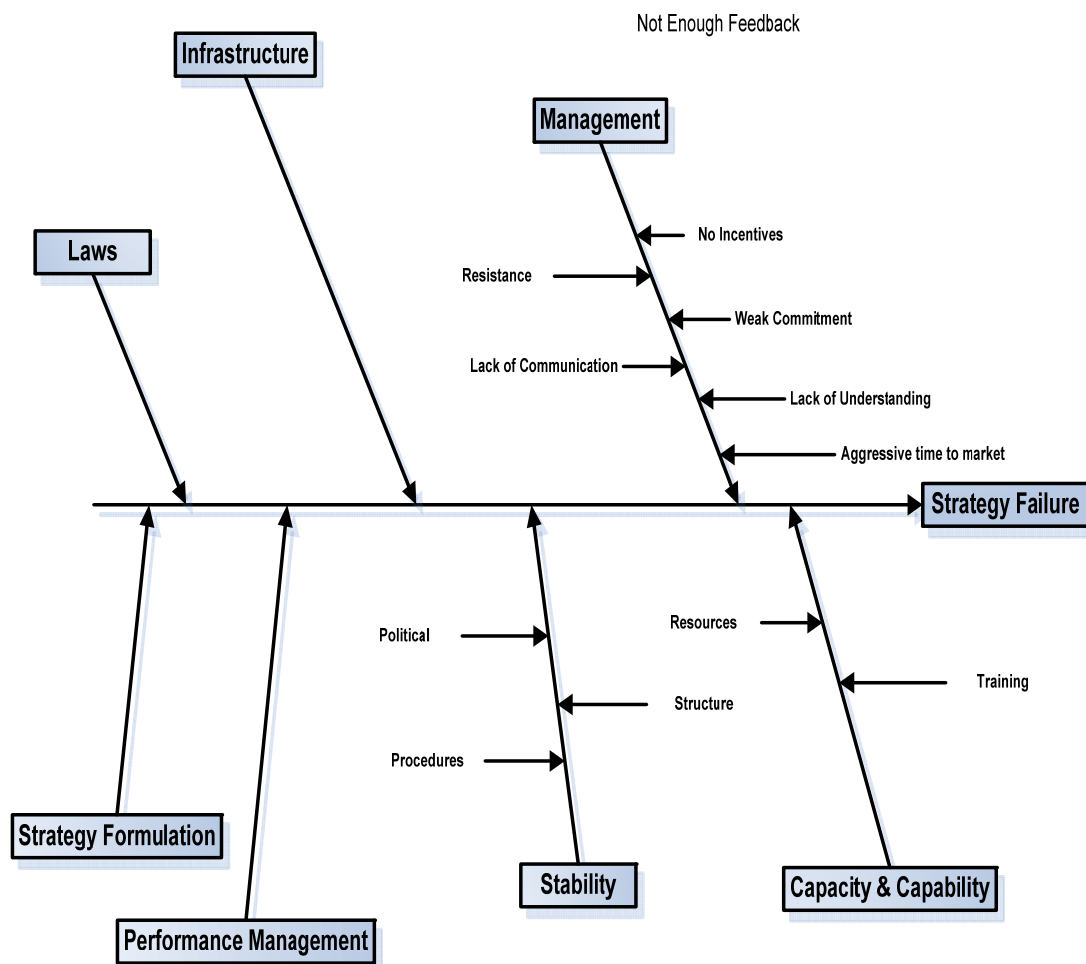 Not Enough Feedback
Infrastructure
Management
No Incentives
Laws
Resistance
Weak Commitment
Lack of Communication
Lack of Understanding
Aggressive time to market
Strategy Failure
Resources
Political
Training
Structure
Procedures
Strategy Formulation
Stability
Capacity & Capability
Performance Management